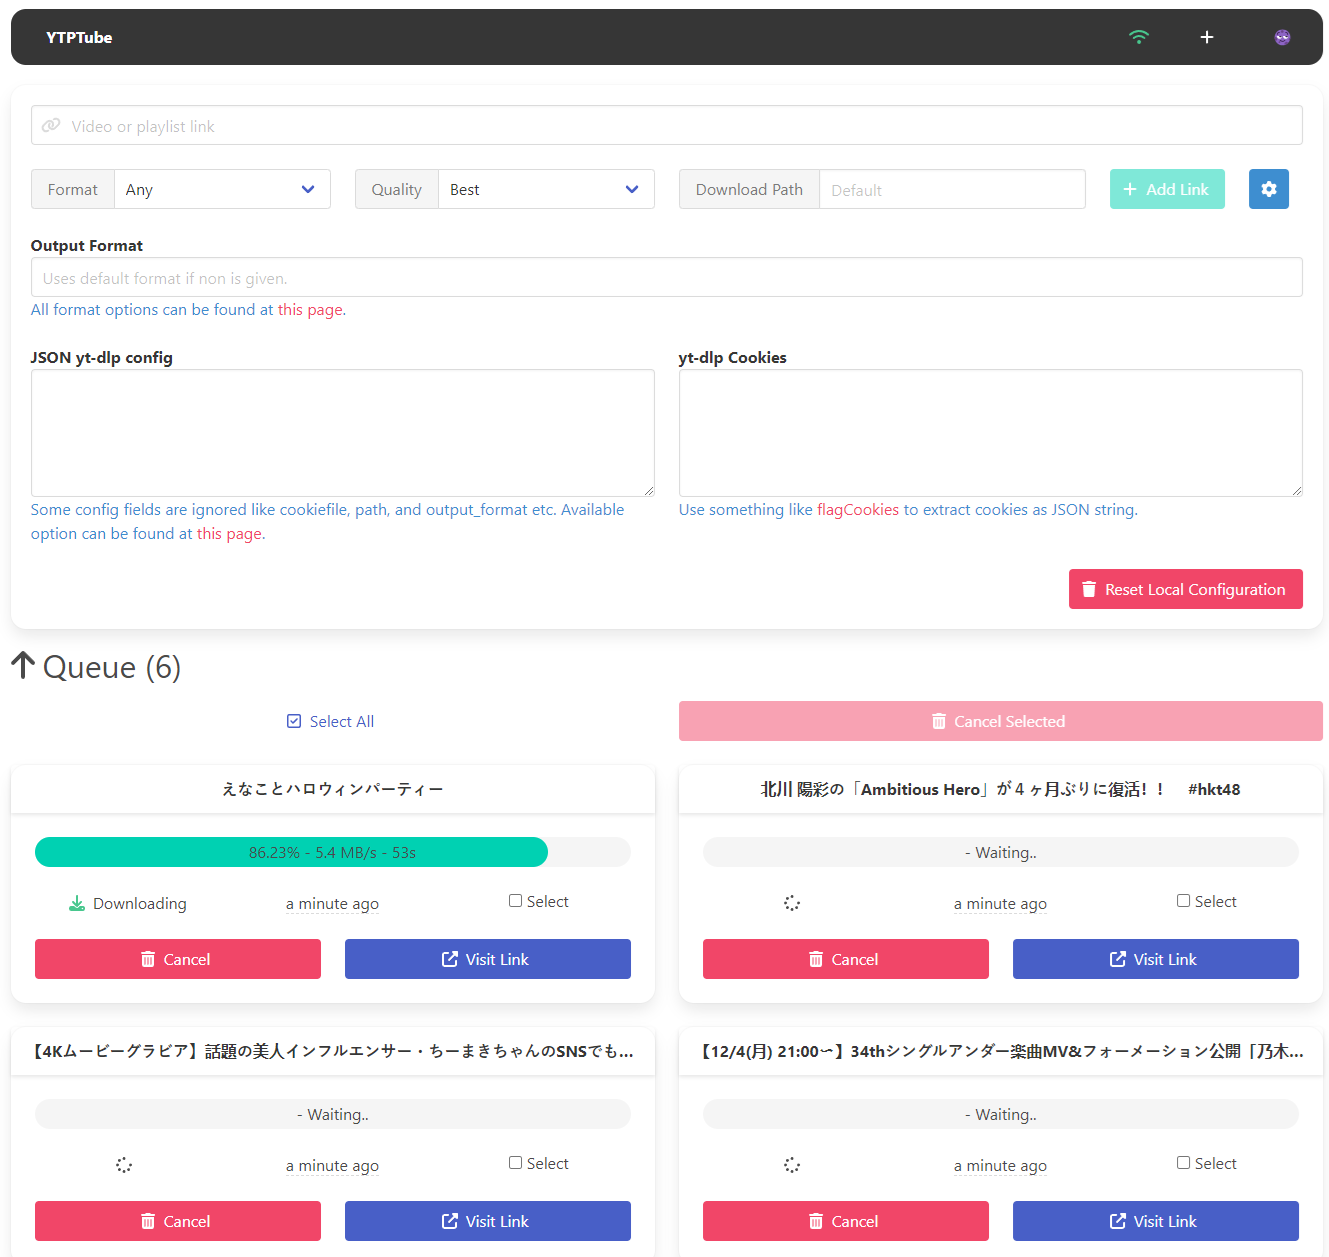 YTPTube
Video or playlist link
Format Any Quality Best Download Path Default Add Link
Output Format
Uses default format if non is given.
All format options can be found at this page.
JSON yt-dlp config yt-dlp Cookies
Some config fields are ignored like cookiefile, path, and output_format etc. Available Use something like flagCookies to extract cookies as JSON string.
option can be found at this page.
Reset Local Configuration
Queue (6)
Select All Cancel Selected
えなことハロウィンパーティー
86.23% - 5.4 MB/s - 53s
Downloading a minute ago Select
Cancel Visit Link
北川 陽彩の「Ambitious Hero」が４ヶ月ぶりに復活！！　#hkt48
- Waiting..
a minute ago Select
Cancel Visit Link
【4Kムービーグラビア】話題の美人インフルエンサー・ちーまきちゃんのSNSでも...
- Waiting..
a minute ago Select
Cancel Visit Link
【12/4(月) 21:00〜】34thシングルアンダー楽曲MV&フォーメーション公開「乃木...
- Waiting..
a minute ago Select
Cancel Visit Link